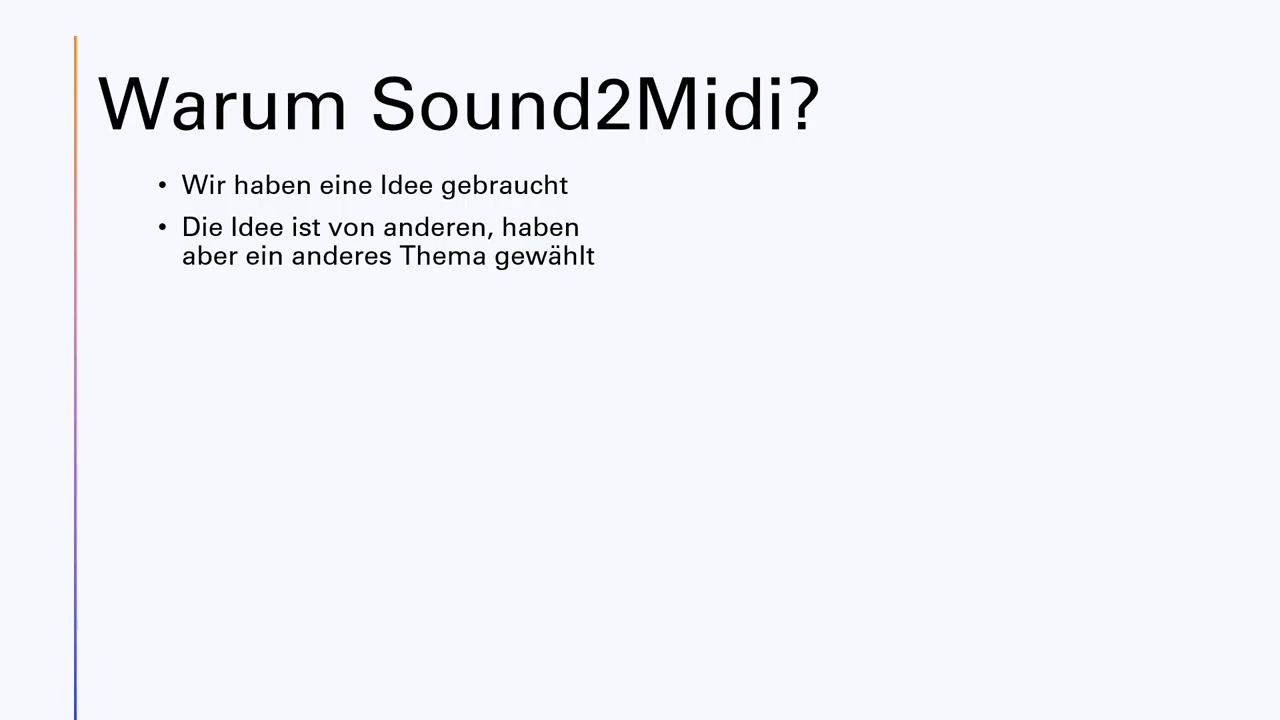 Warum Sound2Midi?
• Wir haben eine Idee gebraucht
• Die Idee ist von anderen, haben
aber ein anderes Thema gewählt